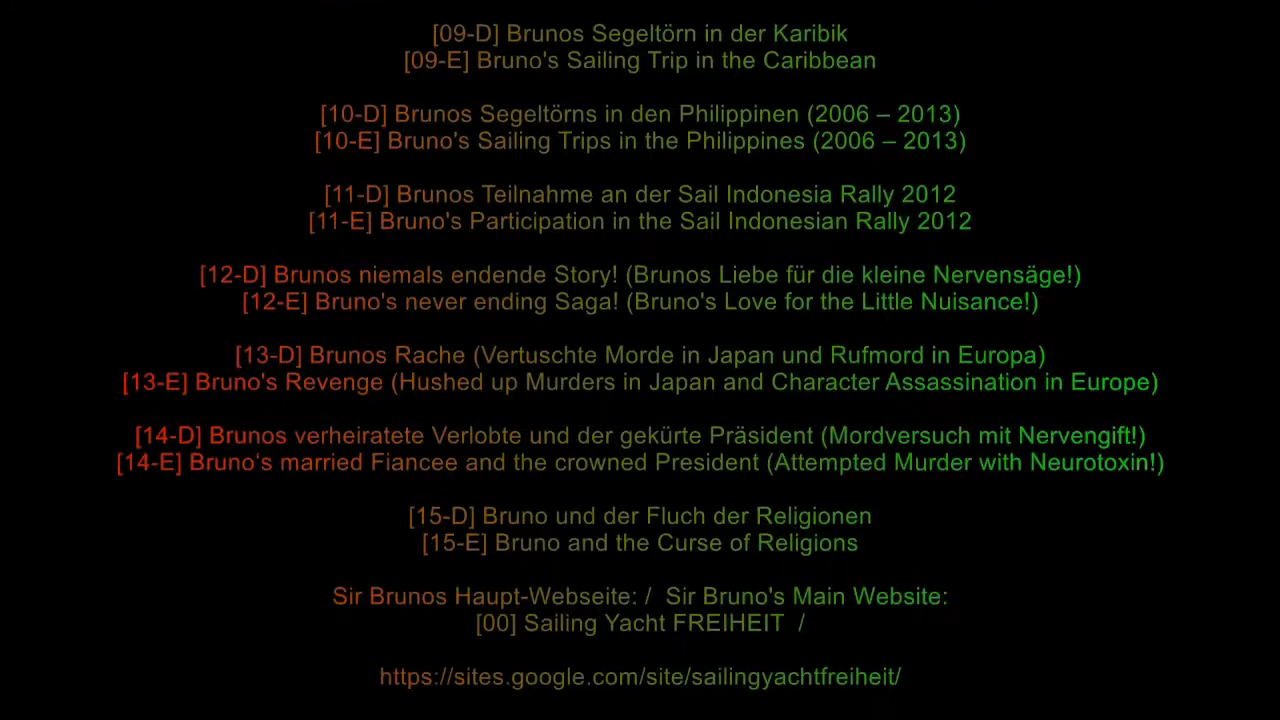 [09-D] Brunos Segeltörn in der Karibik
[09-E] Bruno's Sailing Trip in the Caribbean
[10-D] Brunos Segeltörns in den Philippinen (2006 – 2013)
[10-E] Bruno's Sailing Trips in the Philippines (2006 – 2013)
[11-D] Brunos Teilnahme an der Sail Indonesia Rally 2012
[11-E] Bruno's Participation in the Sail Indonesian Rally 2012
[12-D] Brunos niemals endende Story! (Brunos Liebe für die kleine Nervensäge!)
[12-E] Bruno's never ending Saga! (Bruno's Love for the Little Nuisance!)
[13-D] Brunos Rache (Vertuschte Morde in Japan und Rufmord in Europa)
[13-E] Bruno's Revenge (Hushed up Murders in Japan and Character Assassination in Europe)
[14-D] Brunos verheiratete Verlobte und der gekürte Präsident (Mordversuch mit Nervengift!)
[14-E] Bruno‘s married Fiancee and the crowned President (Attempted Murder with Neurotoxin!)
[15-D] Bruno und der Fluch der Religionen
[15-E] Bruno and the Curse of Religions
Sir Brunos Haupt-Webseite: /  Sir Bruno's Main Website:
[00] Sailing Yacht FREIHEIT  /
https://sites.google.com/site/sailingyachtfreiheit/